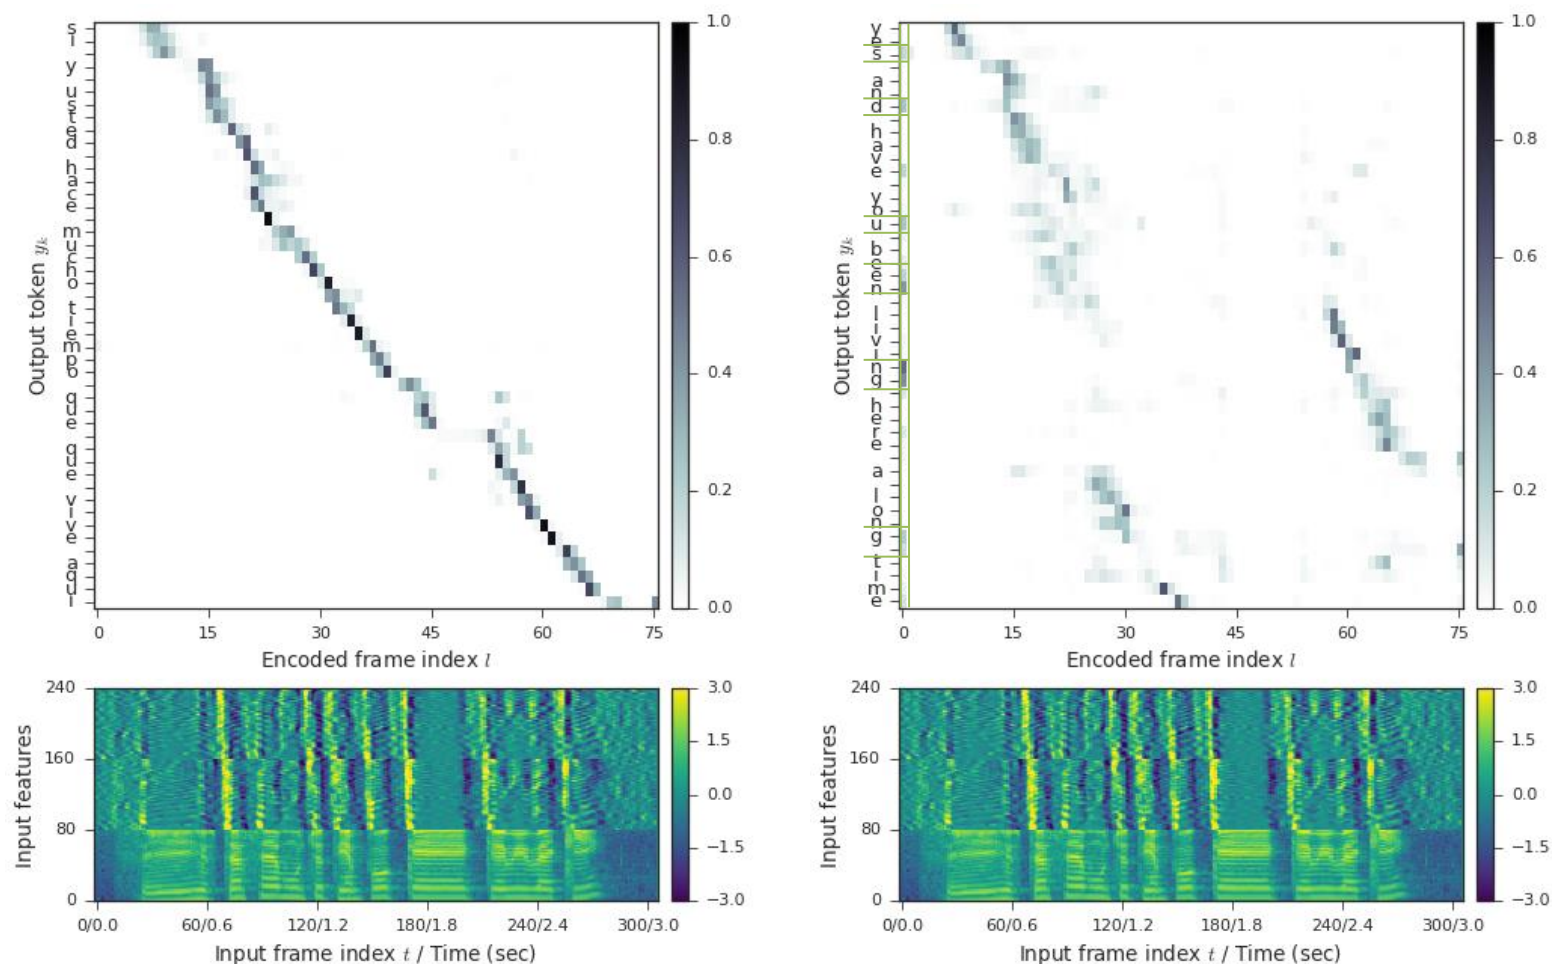 s
i
y
u
s
t
e
d
h
a
c
e
m
u
c
h
o
t
i
e
m
p
o
q
u
e
q
u
e
v
i
v
e
a
q
u
i
Output token y_k
0 15 30 45 60 75
Encoded frame index l
1.0
0.8
0.6
0.4
0.2
0.0
y
e
s
a
n
d
h
a
v
e
y
o
u
b
e
e
n
l
i
v
i
n
g
h
e
r
e
a
l
o
n
g
t
i
m
e
Output token y_k
0 15 30 45 60 75
Encoded frame index l
1.0
0.8
0.6
0.4
0.2
0.0
240
160
80
0
Input features
0/0.0 60/0.6 120/1.2 180/1.8 240/2.4 300/3.0
Input frame index t / Time (sec)
3.0
1.5
0.0
−1.5
−3.0
240
160
80
0
Input features
0/0.0 60/0.6 120/1.2 180/1.8 240/2.4 300/3.0
Input frame index t / Time (sec)
3.0
1.5
0.0
−1.5
−3.0